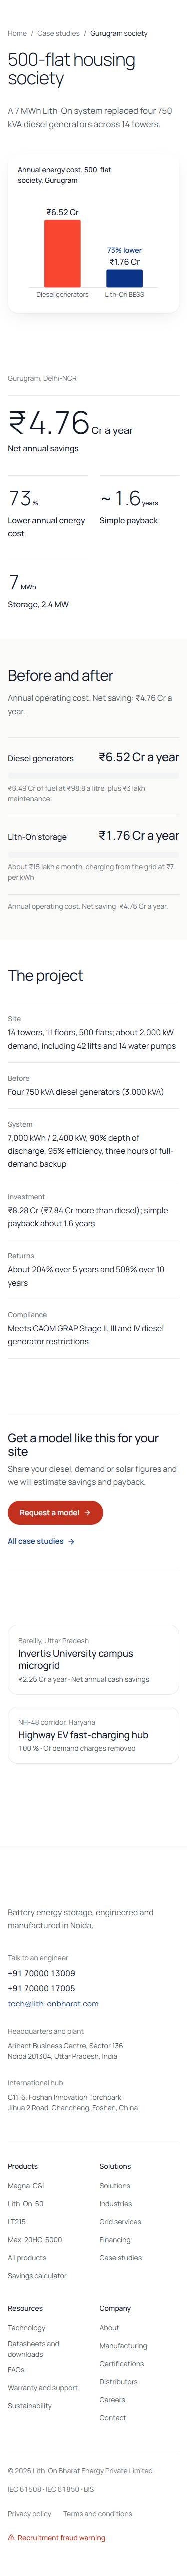 Home / Case studies / Gurugram society
500-flat housing
society
A 7 MWh Lith-On system replaced four 750
kVA diesel generators across 14 towers.
Annual energy cost, 500-flat
society, Gurugram
₹6.52 Cr
73% lower
₹1.76 Cr
Diesel generators
Lith-On BESS
Gurugram, Delhi-NCR
₹4.76 Cr a year
Net annual savings
73 %
Lower annual energy
cost
~ 1.6 years
Simple payback
7 MWh
Storage, 2.4 MW
Before and after
Annual operating cost. Net saving: ₹4.76 Cr a
year.
Diesel generators ₹6.52 Cr a year
₹6.49 Cr of fuel at ₹98.8 a litre, plus ₹3 lakh
maintenance
Lith-On storage ₹1.76 Cr a year
About ₹15 lakh a month, charging from the grid at ₹7
per kWh
Annual operating cost. Net saving: ₹4.76 Cr a year.
The project
Site
14 towers, 11 floors, 500 flats; about 2,000 kW
demand, including 42 lifts and 14 water pumps
Before
Four 750 kVA diesel generators (3,000 kVA)
System
7,000 kWh / 2,400 kW, 90% depth of
discharge, 95% efficiency, three hours of full-
demand backup
Investment
₹8.28 Cr (₹7.84 Cr more than diesel); simple
payback about 1.6 years
Returns
About 204% over 5 years and 508% over 10
years
Compliance
Meets CAQM GRAP Stage II, III and IV diesel
generator restrictions
Get a model like this for your
site
Share your diesel, demand or solar figures and
we will estimate savings and payback.
Request a model →
All case studies →
Bareilly, Uttar Pradesh
Invertis University campus
microgrid
₹2.26 Cr a year · Net annual cash savings
NH-48 corridor, Haryana
Highway EV fast-charging hub
100 % · Of demand charges removed
Battery energy storage, engineered and
manufactured in Noida.
Talk to an engineer
+91 70000 13009
+91 70000 17005
tech@lith-onbharat.com
Headquarters and plant
Arihant Business Centre, Sector 136
Noida 201304, Uttar Pradesh, India
International hub
C11-6, Foshan Innovation Torchpark
Jihua 2 Road, Chancheng, Foshan, China
Products
Magna-C&I
Lith-On-50
LT215
Max-20HC-5000
All products
Savings calculator
Solutions
Solutions
Industries
Grid services
Financing
Case studies
Resources
Technology
Datasheets and
downloads
FAQs
Warranty and support
Sustainability
Company
About
Manufacturing
Certifications
Distributors
Careers
Contact
© 2026 Lith-On Bharat Energy Private Limited
IEC 61508 · IEC 61850 · BIS
Privacy policy Terms and conditions
Recruitment fraud warning